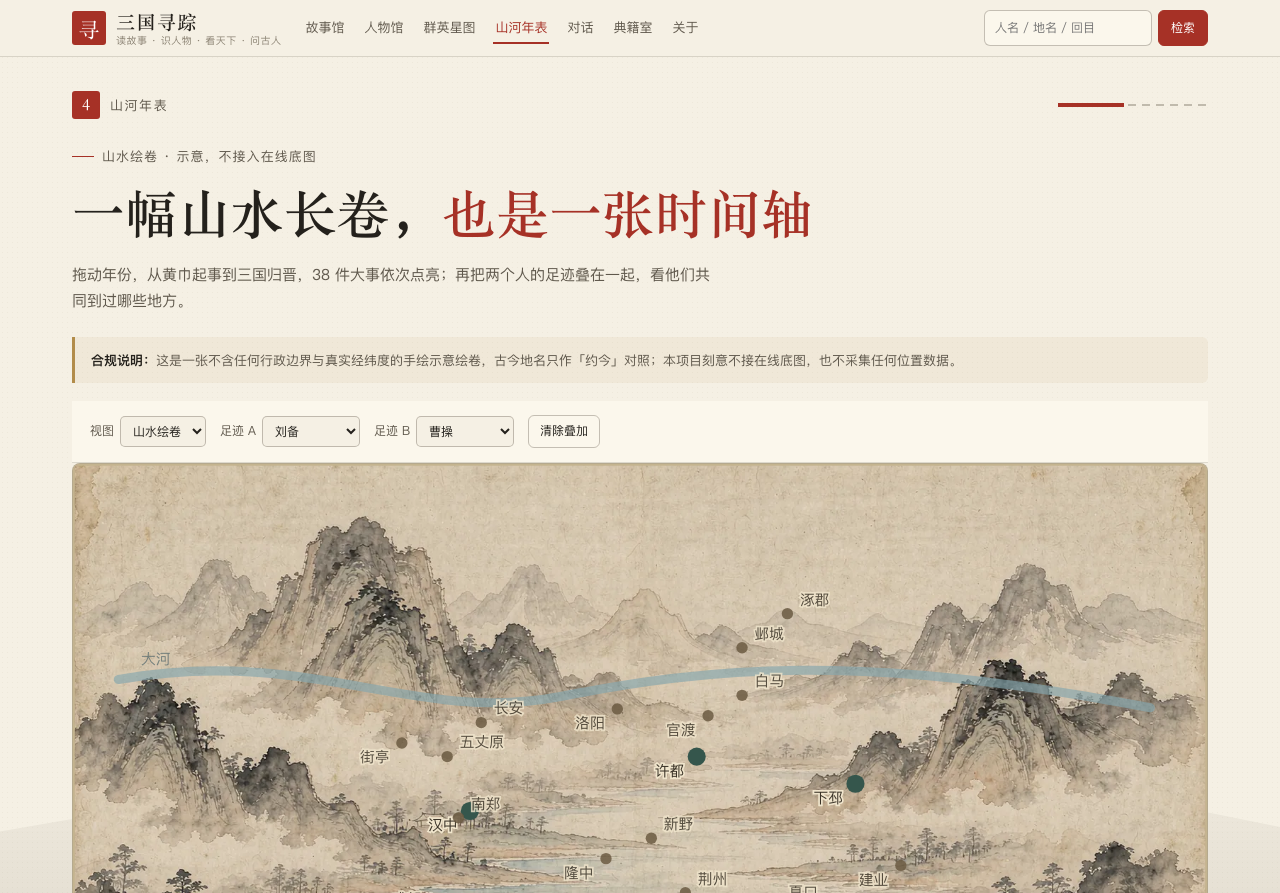 寻
三国寻踪
读故事 · 识人物 · 看天下 · 问古人
故事馆 人物馆 群英星图 山河年表 对话 典籍室 关于
人名 / 地名 / 回目
检索
4 山河年表
山水绘卷 · 示意，不接入在线底图
一幅山水长卷，也是一张时间轴
拖动年份，从黄巾起事到三国归晋，38 件大事依次点亮；再把两个人的足迹叠在一起，看他们共
同到过哪些地方。
合规说明：这是一张不含任何行政边界与真实经纬度的手绘示意绘卷，古今地名只作「约今」对照；本项目刻意不接在线底图，也不采集任何位置数据。
视图 山水绘卷 足迹 A 刘备 足迹 B 曹操 清除叠加
涿郡
邺城
大河
白马
长安
洛阳
官渡
五丈原
街亭
许都
下邳
南郑
汉中
新野
隆中
荆州
建业
夏口